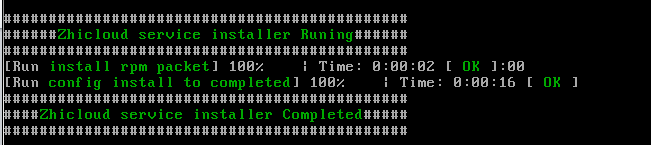 ##################################################
######Zhicloud service installer Runing######
##################################################
[Run install rpm packet] 100% | Time: 0:00:02 [ OK ]:00
[Run config install to completed] 100% | Time: 0:00:16 [ OK ]
##################################################
####Zhicloud service installer Completed#####
##################################################